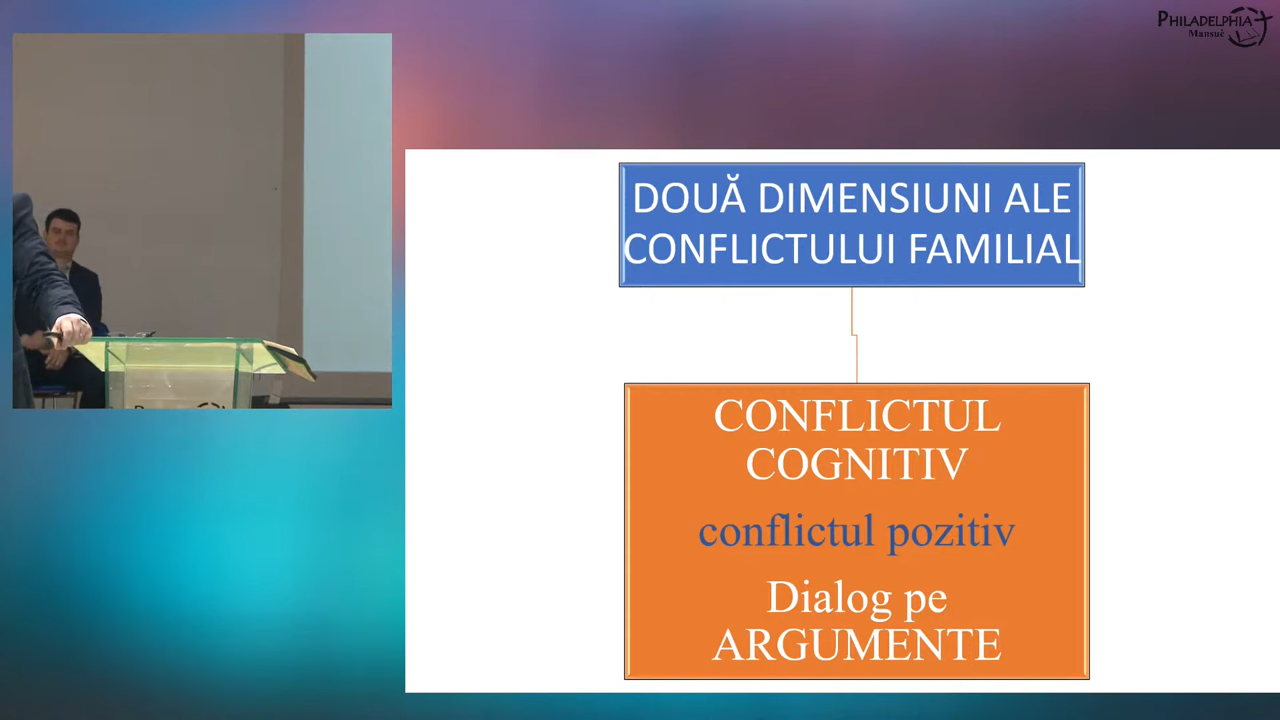 PHILADELPHIA
Mansuè
DOUĂ DIMENSIUNI ALE
CONFLICTULUI FAMILIAL
CONFLICTUL
COGNITIV
conflictul pozitiv
Dialog pe
ARGUMENTE